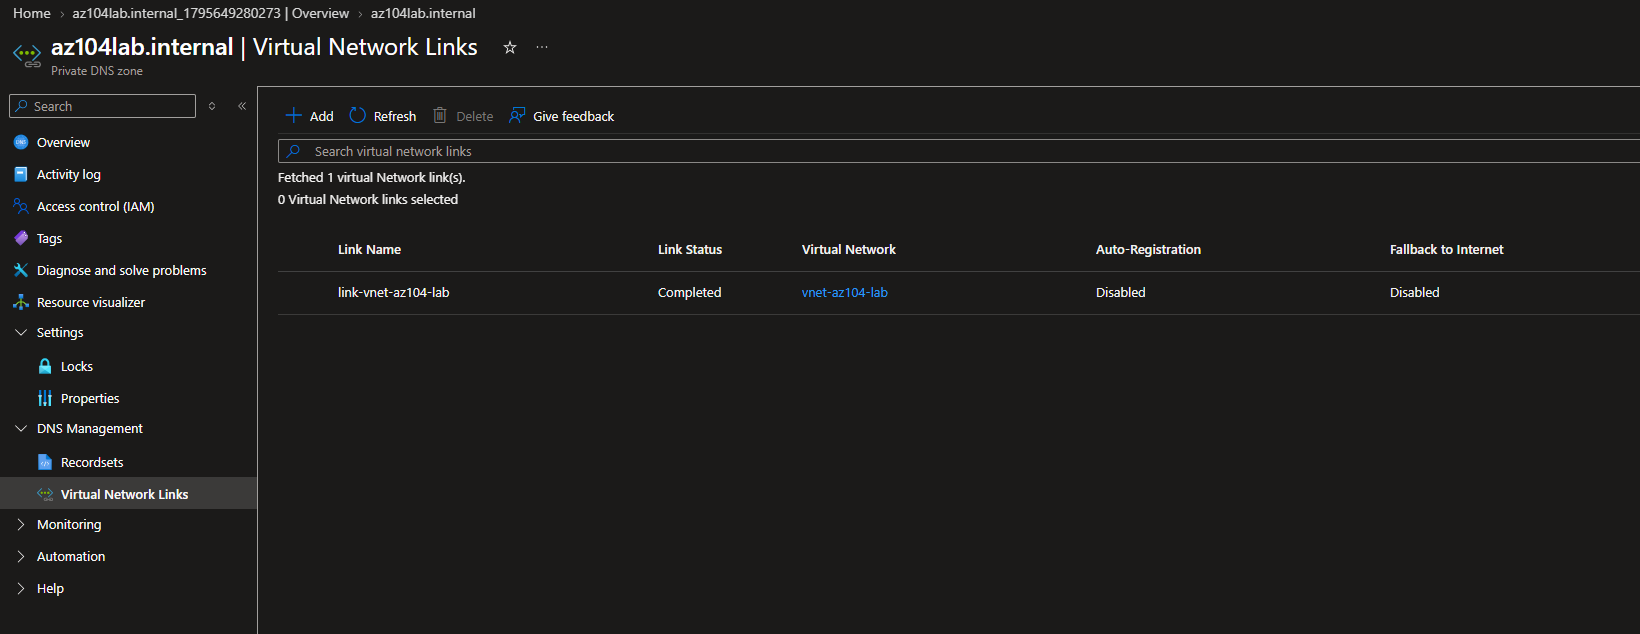 Home > az104lab.internal_1795649280273 | Overview > az104lab.internal
az104lab.internal | Virtual Network Links
Private DNS zone
Search
Overview
Activity log
Access control (IAM)
Tags
Diagnose and solve problems
Resource visualizer
Settings
Locks
Properties
DNS Management
Recordsets
Virtual Network Links
Monitoring
Automation
Help
Add Refresh Delete Give feedback
Search virtual network links
Fetched 1 virtual Network link(s).
0 Virtual Network links selected
Link Name Link Status Virtual Network Auto-Registration Fallback to Internet
link-vnet-az104-lab Completed vnet-az104-lab Disabled Disabled